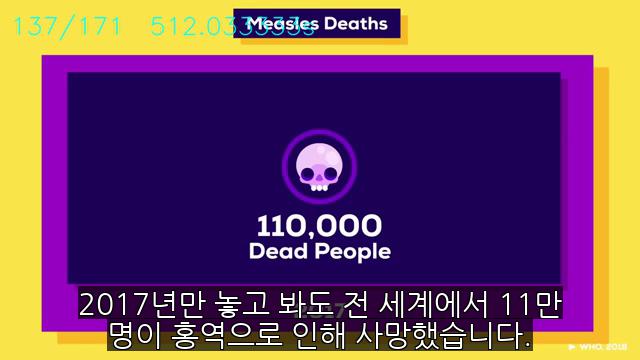 137/171 512.033333s
Measles Deaths
110,000
Dead People
2017년만 놓고 봐도 전 세계에서 11만
명이 홍역으로 인해 사망했습니다.
▶ WHO, 2018